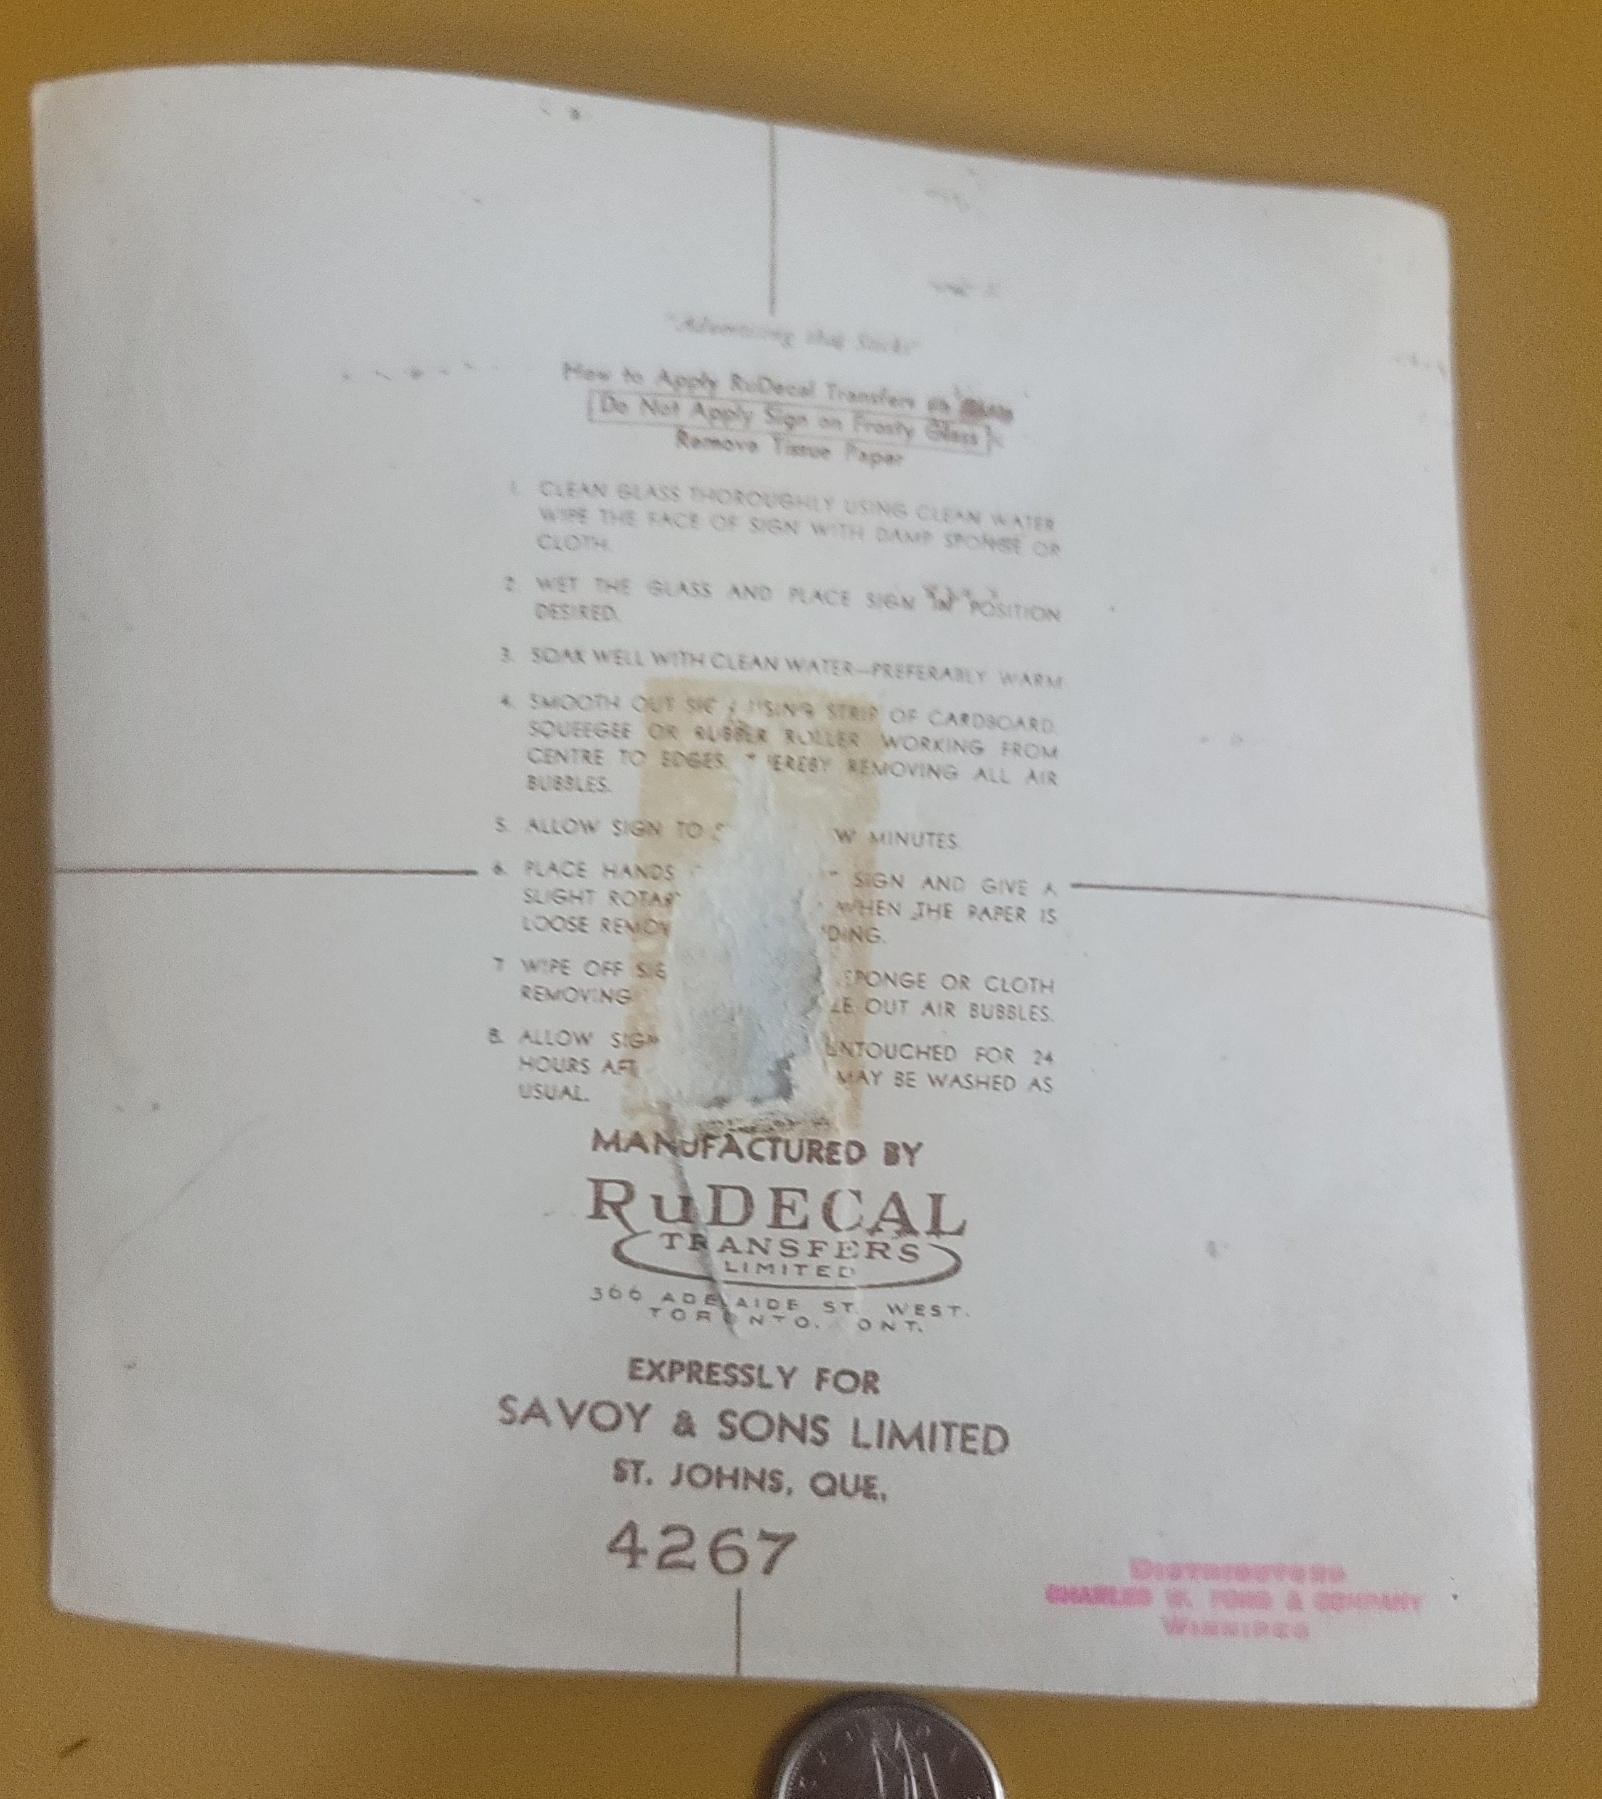 "Advertising that Sticks"
How to Apply RuDecal Transfers
Do Not Apply Sign on Frosty Glass
Remove Tissue Paper
1. CLEAN GLASS THOROUGHLY USING CLEAN WATER
WIPE THE FACE OF SIGN WITH DAMP SPONGE OR
CLOTH.
2. WET THE GLASS AND PLACE SIGN IN POSITION
DESIRED.
3. SOAK WELL WITH CLEAN WATER—PREFERABLY WARM
4. SMOOTH OUT USING STRIP OF CARDBOARD,
SQUEEGEE OR RUBBER ROLLER WORKING FROM
CENTRE TO EDGES, REMOVING ALL AIR
BUBBLES.
5. ALLOW SIGN TO MINUTES.
6. PLACE HANDS SIGN AND GIVE A
SLIGHT WHEN THE PAPER IS
LOOSE
7 WIPE OFF SPONGE OR CLOTH
REMOVING OUT AIR BUBBLES.
8. ALLOW UNTOUCHED FOR 24
HOURS MAY BE WASHED AS
USUAL.
MANUFACTURED BY
RuDECAL
TRANSFERS
LIMITED
366 ADELAIDE ST. WEST.
TORONTO. ONT.
EXPRESSLY FOR
SAVOY & SONS LIMITED
ST. JOHNS, QUE.
4267
DISTRIBUTORS
CHARLES & COMPANY
WINNIPEG